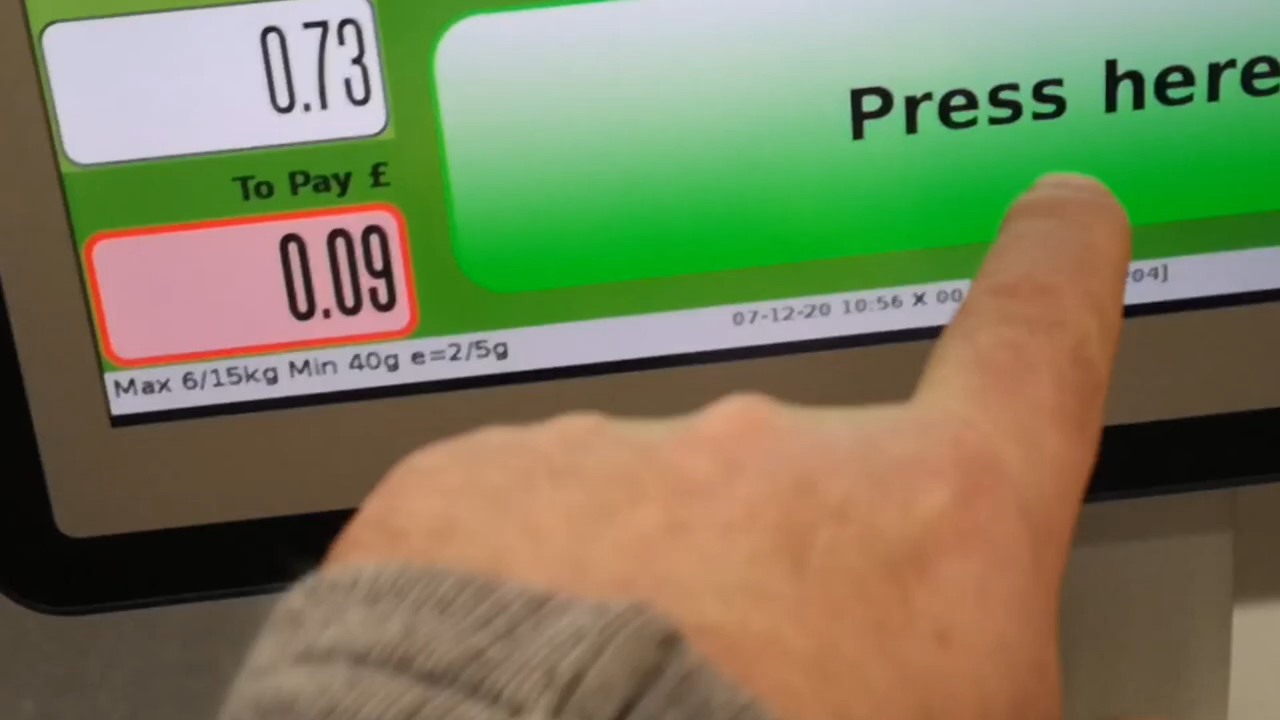 0.73
Press here
To Pay £
0.09
07-12-20 10:56 X 00
04]
Max 6/15kg Min 40g e=2/5g